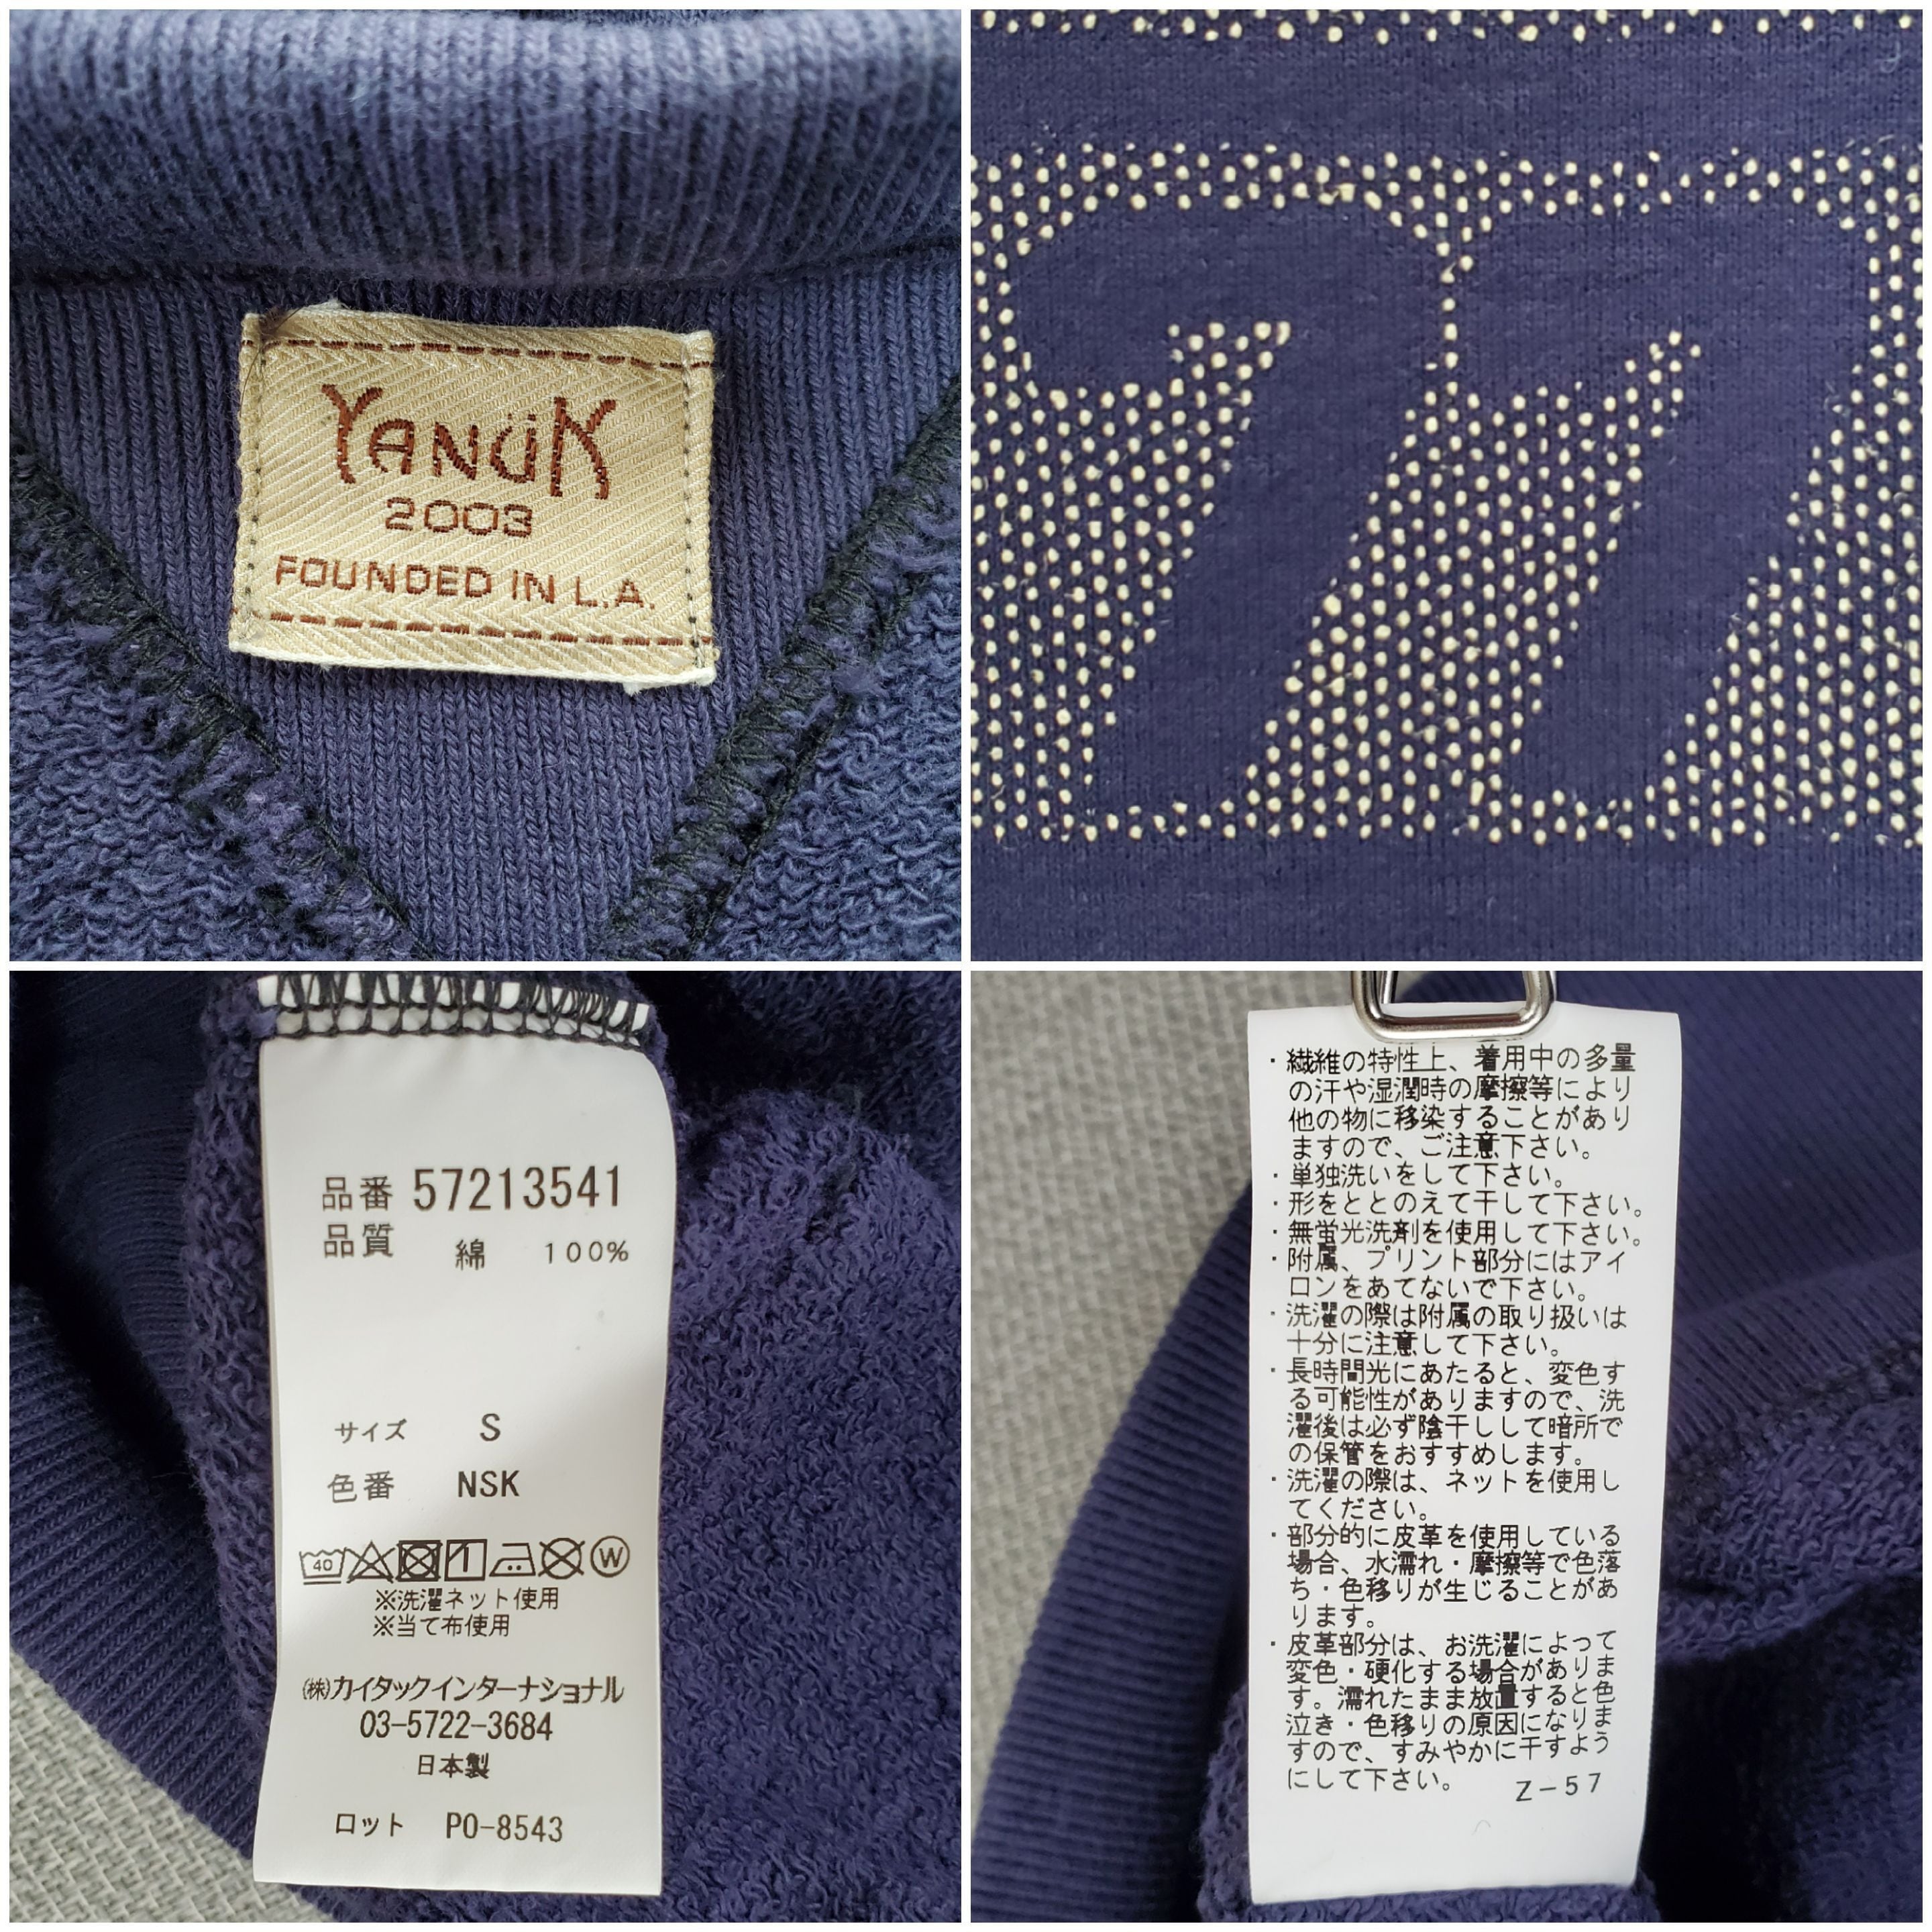 YANÜK
2003
FOUNDED IN L.A.
77
品番 57213541
品質 綿 100%
サイズ S
色番 NSK
40 W
※洗濯ネット使用
※当て布使用
㈱カイタックインターナショナル
03-5722-3684
日本製
ロット PO-8543
・繊維の特性上、着用中の多量
の汗や湿潤時の摩擦等により
他の物に移染することがあり
ますので、ご注意下さい。
・単独洗いをして下さい。
・形をととのえて干して下さい。
・無蛍光洗剤を使用して下さい。
・附属、プリント部分にはアイ
ロンをあてないで下さい。
・洗濯の際は附属の取り扱いは
十分に注意して下さい。
・長時間光にあたると、変色す
る可能性がありますので、洗
濯後は必ず陰干しして暗所で
の保管をおすすめします。
・洗濯の際は、ネットを使用し
てください。
・部分的に皮革を使用している
場合、水濡れ・摩擦等で色落
ち・色移りが生じることがあ
ります。
・皮革部分は、お洗濯によって
変色・硬化する場合がありま
す。濡れたまま放置すると色
泣き・色移りの原因になりま
すので、すみやかに干すよう
にして下さい。 Z-57